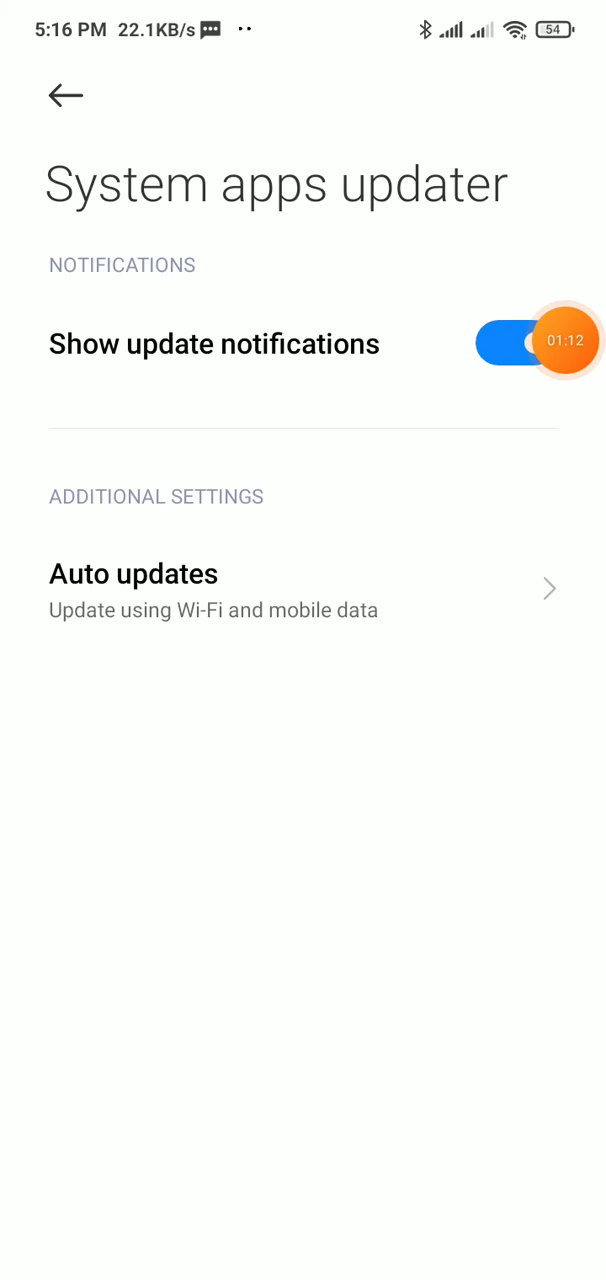 5:16 PM 22.1KB/s
54
System apps updater
NOTIFICATIONS
Show update notifications
01:12
ADDITIONAL SETTINGS
Auto updates
Update using Wi-Fi and mobile data